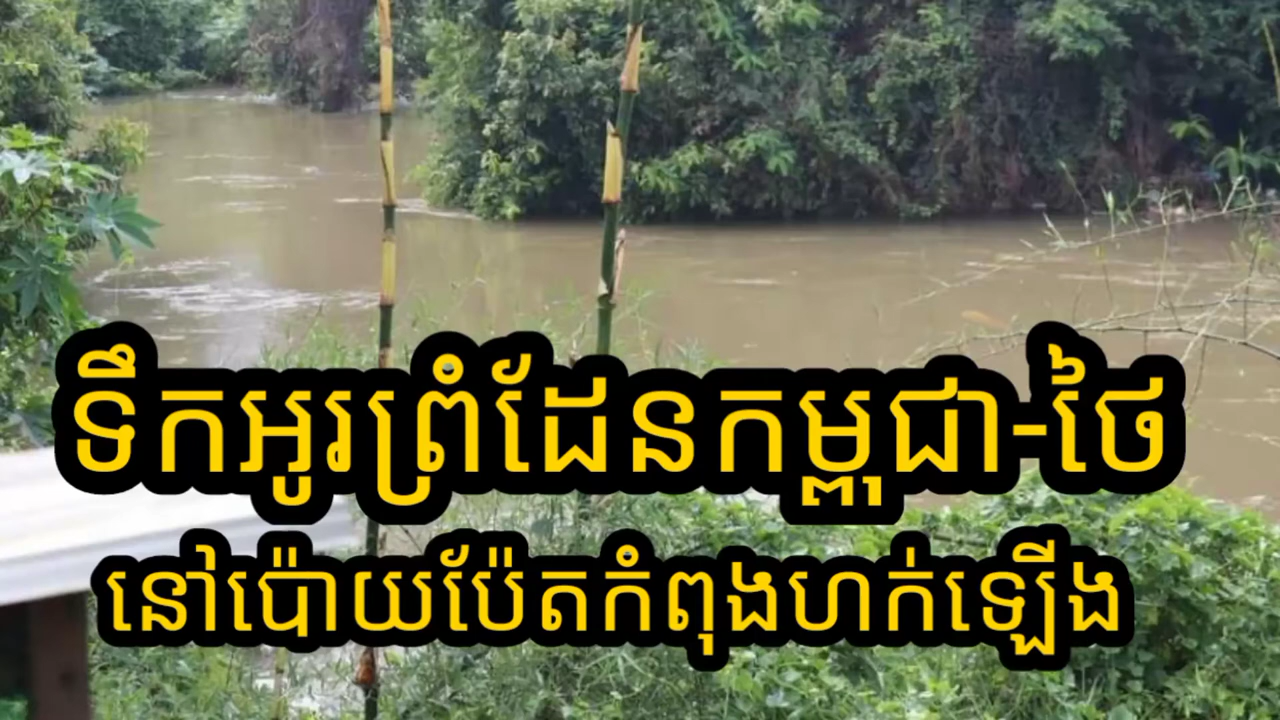 ទឹកអូរព្រំដែនកម្ពុជា-ថៃ
នៅប៉ោយប៉ែតកំពុងហក់ឡើង